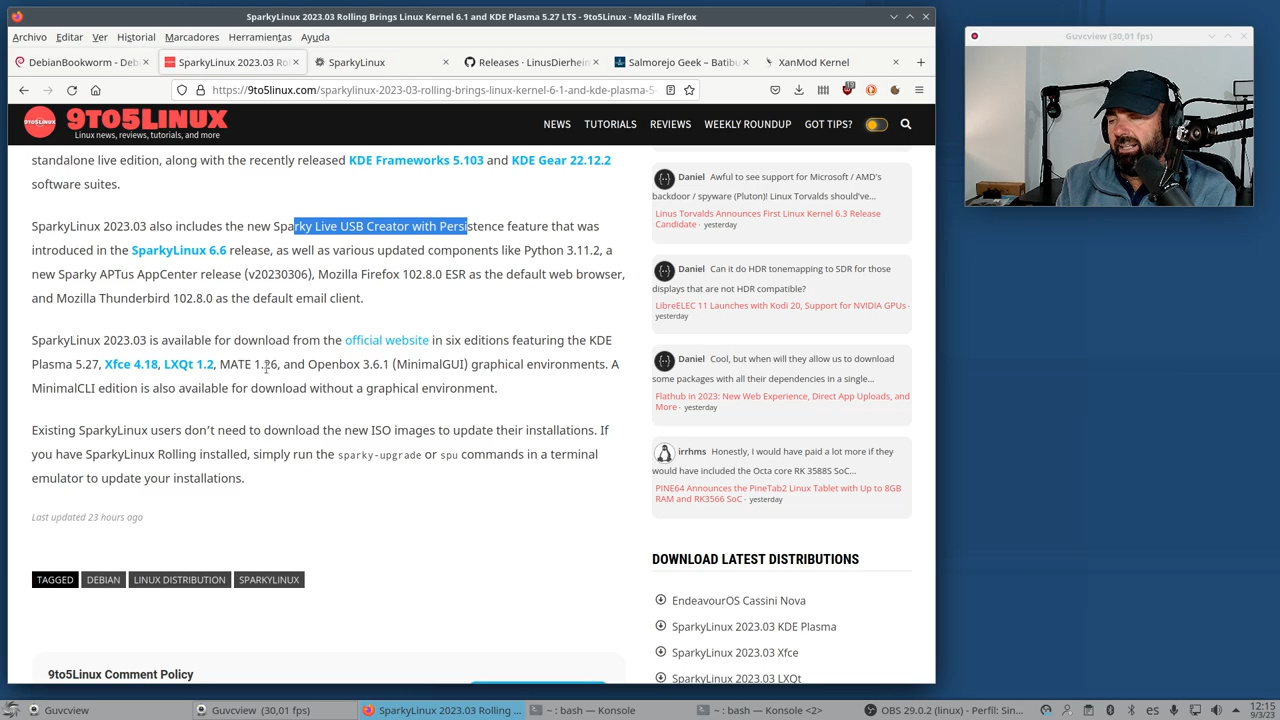 SparkyLinux 2023.03 Rolling Brings Linux Kernel 6.1 and KDE Plasma 5.27 LTS - 9to5Linux - Mozilla Firefox
Archivo Editar Ver Historial Marcadores Herramientas Ayuda
DebianBookworm - Deb
SparkyLinux 2023.03 Ro
SparkyLinux
Releases · LinusDierheim
Salmorejo Geek – Batibu
XanMod Kernel
https://9to5linux.com/sparkylinux-2023-03-rolling-brings-linux-kernel-6-1-and-kde-plasma-5-
9TO5LINUX
Linux news, reviews, tutorials, and more
NEWS TUTORIALS REVIEWS WEEKLY ROUNDUP GOT TIPS?
standalone live edition, along with the recently released KDE Frameworks 5.103 and KDE Gear 22.12.2
software suites.
SparkyLinux 2023.03 also includes the new Sparky Live USB Creator with Persistence feature that was
introduced in the SparkyLinux 6.6 release, as well as various updated components like Python 3.11.2, a
new Sparky APTus AppCenter release (v20230306), Mozilla Firefox 102.8.0 ESR as the default web browser,
and Mozilla Thunderbird 102.8.0 as the default email client.
SparkyLinux 2023.03 is available for download from the official website in six editions featuring the KDE
Plasma 5.27, Xfce 4.18, LXQt 1.2, MATE 1.26, and Openbox 3.6.1 (MinimalGUI) graphical environments. A
MinimalCLI edition is also available for download without a graphical environment.
Existing SparkyLinux users don't need to download the new ISO images to update their installations. If
you have SparkyLinux Rolling installed, simply run the sparky-upgrade or spu commands in a terminal
emulator to update your installations.
Last updated 23 hours ago
TAGGED DEBIAN LINUX DISTRIBUTION SPARKYLINUX
9to5Linux Comment Policy
Daniel Awful to see support for Microsoft / AMD's
backdoor / spyware (Pluton)! Linus Torvalds should've...
Linus Torvalds Announces First Linux Kernel 6.3 Release
Candidate · yesterday
Daniel Can it do HDR tonemapping to SDR for those
displays that are not HDR compatible?
LibreELEC 11 Launches with Kodi 20, Support for NVIDIA GPUs ·
yesterday
Daniel Cool, but when will they allow us to download
some packages with all their dependencies in a single...
Flathub in 2023: New Web Experience, Direct App Uploads, and
More · yesterday
irrhms Honestly, I would have paid a lot more if they
would have included the Octa core RK 3588S SoC...
PINE64 Announces the PineTab2 Linux Tablet with Up to 8GB
RAM and RK3566 SoC · yesterday
DOWNLOAD LATEST DISTRIBUTIONS
EndeavourOS Cassini Nova
SparkyLinux 2023.03 KDE Plasma
SparkyLinux 2023.03 Xfce
SparkyLinux 2023.03 LXQt
Guvcview (30,01 fps)
Guvcview
Guvcview (30,01 fps)
SparkyLinux 2023.03 Rolling ...
~ : bash — Konsole
~ : bash — Konsole <2>
OBS 29.0.2 (linux) - Perfil: Sin...
es
12:15
9/3/23